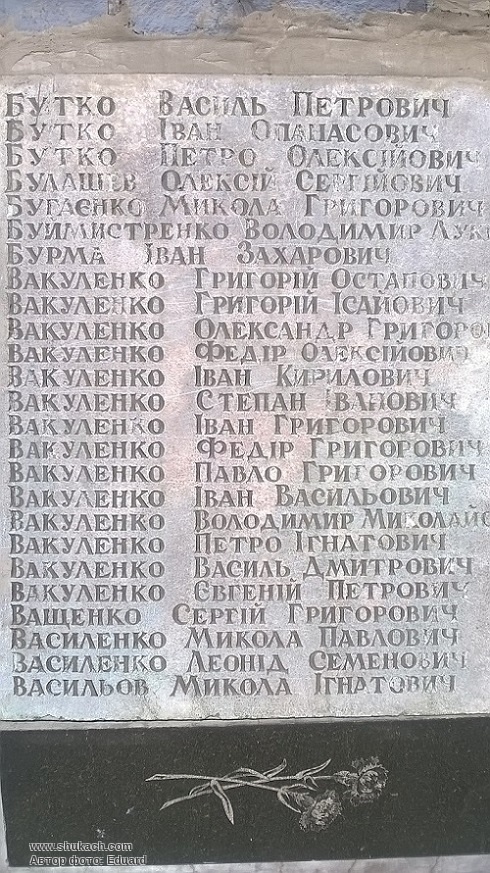 БУТКО ВАСИЛЬ ПЕТРОВИЧ
БУТКО ІВАН ОПАНАСОВИЧ
БУТКО ПЕТРО ОЛЕКСІЙОВИЧ
БУЛАШЕВ ОЛЕКСІЙ СЕРГІЙОВИЧ
БУГАЄНКО МИКОЛА ГРИГОРОВИЧ
БУЙМИСТРЕНКО ВОЛОДИМИР
БУРМА ІВАН ЗАХАРОВИЧ
ВАКУЛЕНКО ГРИГОРІЙ ОСТАПОВИЧ
ВАКУЛЕНКО ГРИГОРІЙ ІСАЙОВИЧ
ВАКУЛЕНКО ОЛЕКСАНДР ГРИГОРО
ВАКУЛЕНКО ФЕДІР ОЛЕКСІЙОВИЧ
ВАКУЛЕНКО ІВАН КИРИЛОВИЧ
ВАКУЛЕНКО СТЕПАН ІВАНОВИЧ
ВАКУЛЕНКО ІВАН ГРИГОРОВИЧ
ВАКУЛЕНКО ФЕДІР ГРИГОРОВИЧ
ВАКУЛЕНКО ПАВЛО ГРИГОРОВИЧ
ВАКУЛЕНКО ІВАН ВАСИЛЬОВИЧ
ВАКУЛЕНКО ВОЛОДИМИР МИКОЛАЙО
ВАКУЛЕНКО ПЕТРО ІГНАТОВИЧ
ВАКУЛЕНКО ВАСИЛЬ ДМИТРОВИЧ
ВАКУЛЕНКО ЄВГЕНІЙ ПЕТРОВИЧ
ВАЩЕНКО СЕРГІЙ ГРИГОРОВИЧ
ВАСИЛЕНКО МИКОЛА ПАВЛОВИЧ
ВАСИЛЕНКО ЛЕОНІД СЕМЕНОВИЧ
ВАСИЛЬОВ МИКОЛА ІГНАТОВИЧ
www.shukach.com
Автор фото: Eduard